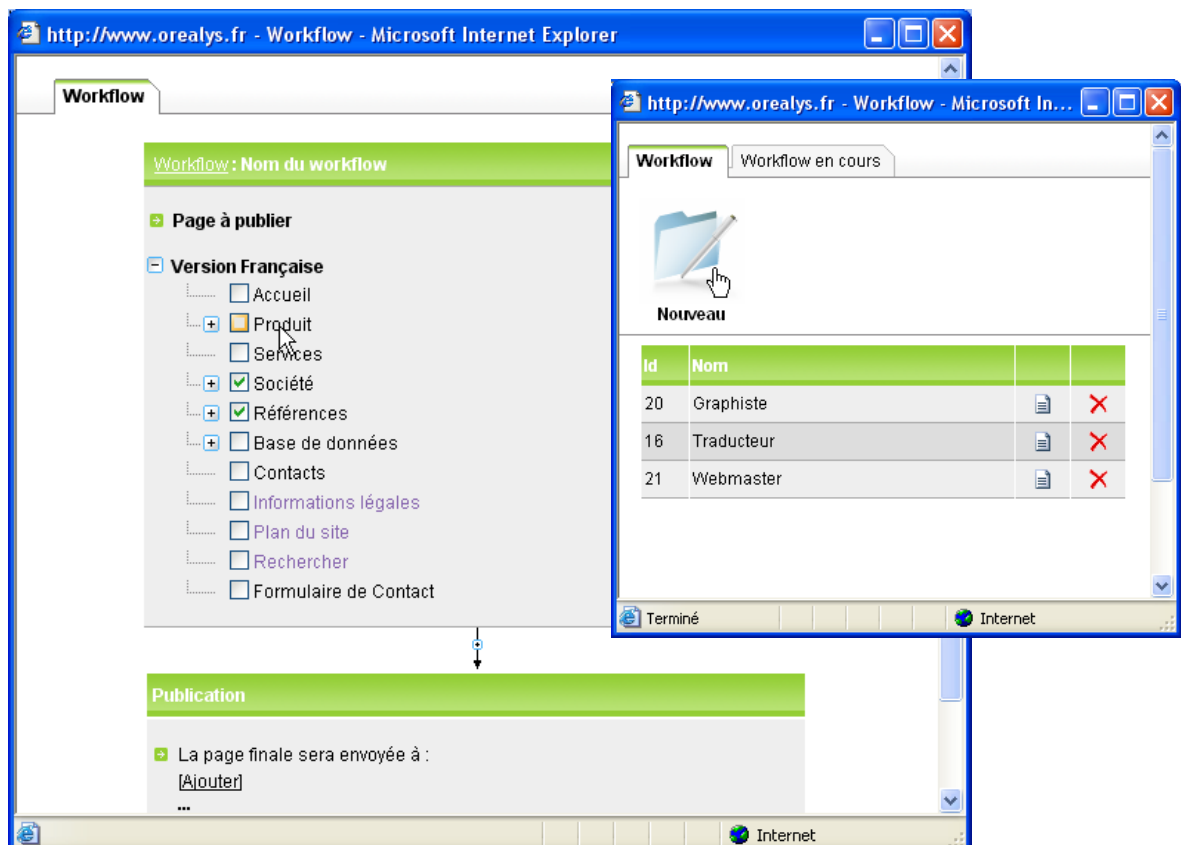 http://www.orealys.fr - Workflow - Microsoft Internet Explorer
Workflow
Workflow : Nom du workflow
Page à publier
Version Française
Accueil
Produit
Services
Société
Références
Base de données
Contacts
Informations légales
Plan du site
Rechercher
Formulaire de Contact
Publication
La page finale sera envoyée à :
[Ajouter]
...
Internet
http://www.orealys.fr - Workflow - Microsoft In...
Workflow Workflow en cours
Nouveau
Id Nom
20 Graphiste
16 Traducteur
21 Webmaster
Terminé Internet